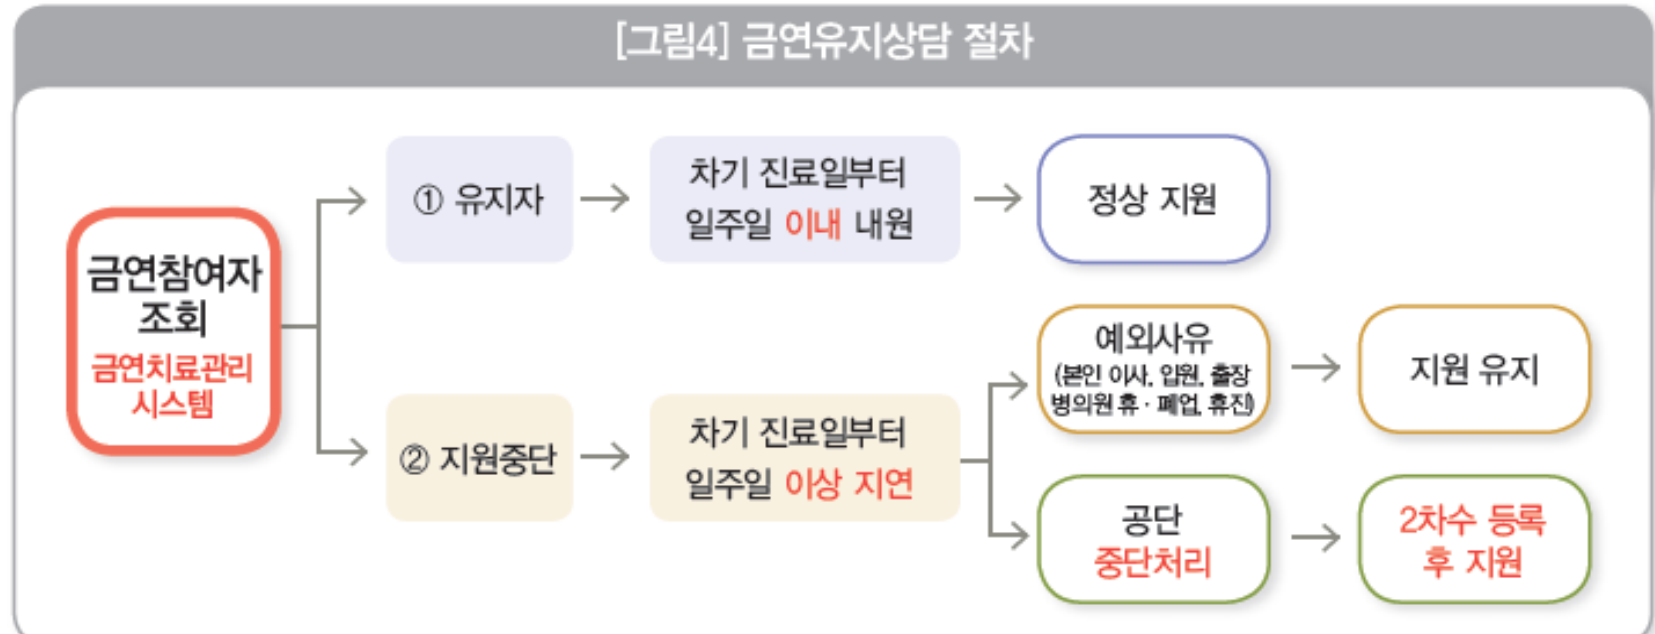 [그림4] 금연유지상담 절차
금연참여자
조회
금연치료관리
시스템
① 유지자
차기 진료일부터
일주일 이내 내원
정상 지원
② 지원중단
차기 진료일부터
일주일 이상 지연
예외사유
(본인 이사, 입원, 출장
병의원 휴 · 폐업, 휴진)
지원 유지
공단
중단처리
2차수 등록
후 지원